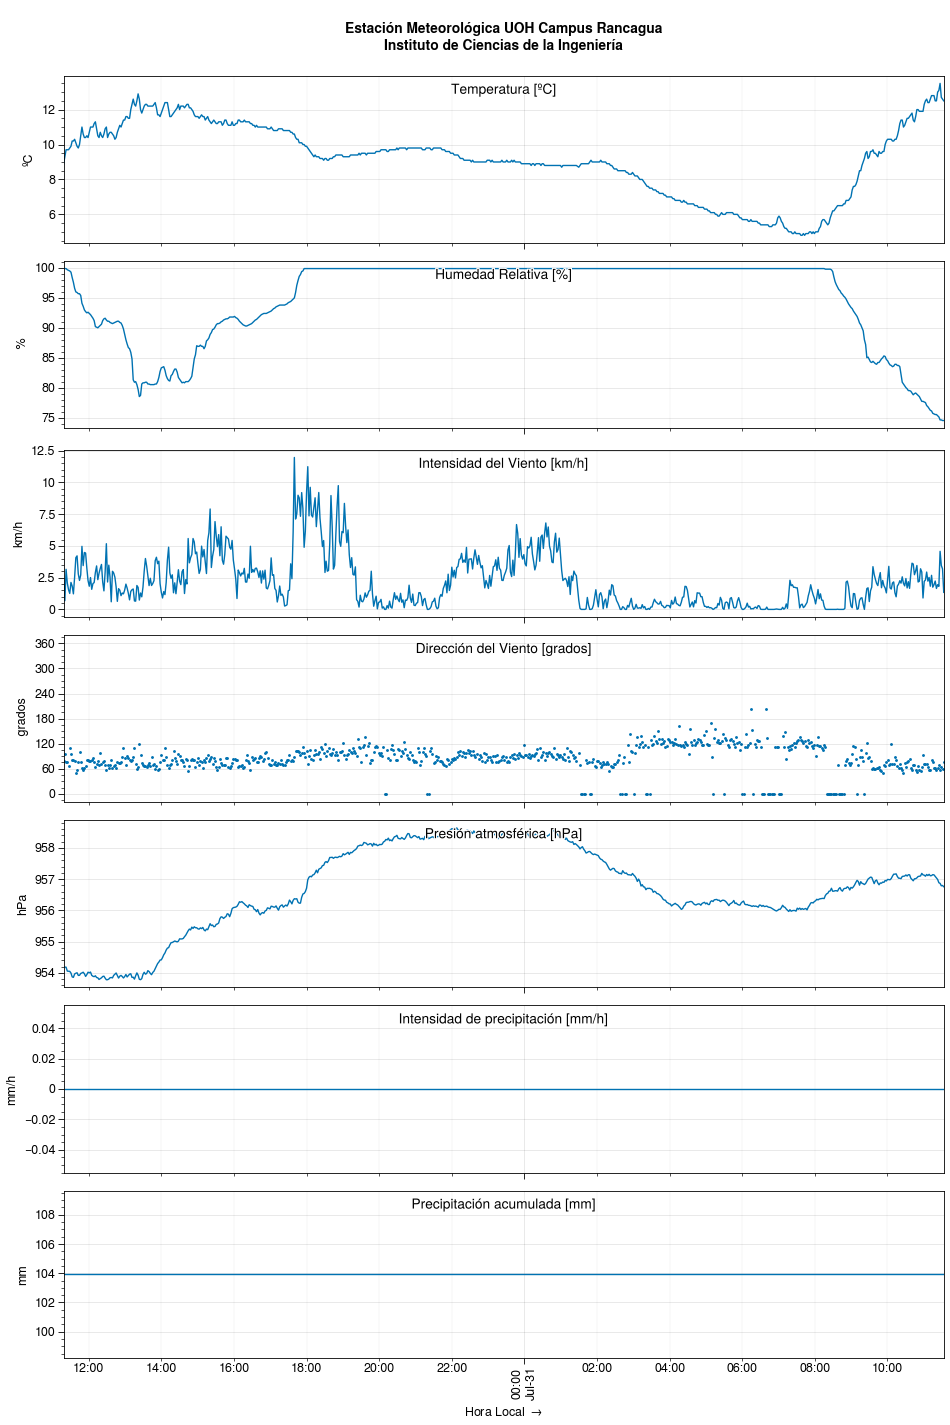 Estación Meteorológica UOH Campus Rancagua
Instituto de Ciencias de la Ingeniería
Temperatura [ºC]
ºC
12
10
8
6
Humedad Relativa [%]
%
100
95
90
85
80
75
Intensidad del Viento [km/h]
km/h
12.5
10
7.5
5
2.5
0
Dirección del Viento [grados]
grados
360
300
240
180
120
60
0
Presión atmosférica [hPa]
hPa
958
957
956
955
954
Intensidad de precipitación [mm/h]
mm/h
0.04
0.02
0
−0.02
−0.04
Precipitación acumulada [mm]
mm
108
106
104
102
100
12:00 14:00 16:00 18:00 20:00 22:00 00:00 02:00 04:00 06:00 08:00 10:00
Jul-31
Hora Local →